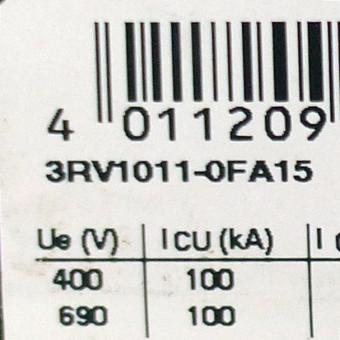 4 011209
3RV1011-0FA15
Ue (V) ICU (kA) I
400 100
690 100